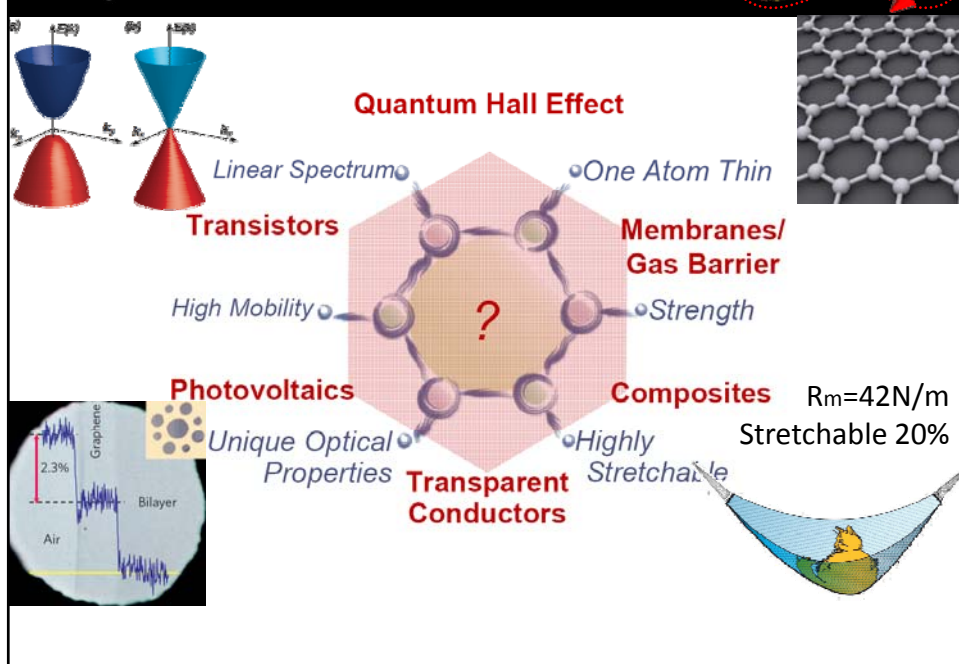 Quantum Hall Effect
Linear Spectrum
One Atom Thin
Transistors
Membranes/
Gas Barrier
High Mobility
?
Strength
Photovoltaics
Composites
Rm=42N/m
Stretchable 20%
Unique Optical
Properties
Highly
Stretchable
Transparent
Conductors
Graphene
2.3%
Bilayer
Air